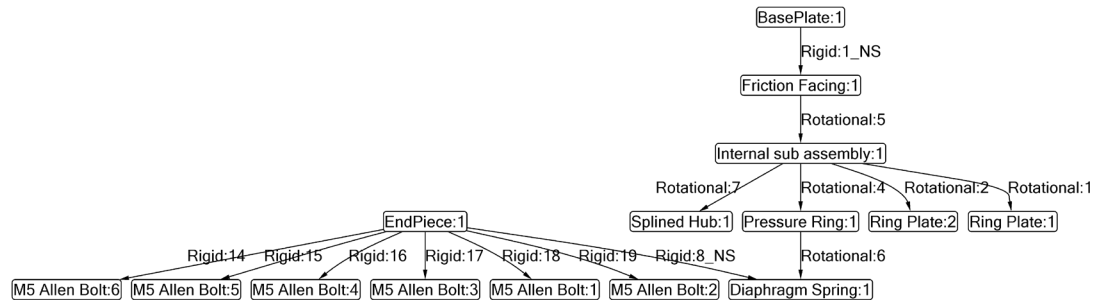 BasePlate:1
Rigid:1_NS
Friction Facing:1
Rotational:5
Internal sub assembly:1
Rotational:7 Rotational:4 Rotational:2 Rotational:1
EndPiece:1 Splined Hub:1 Pressure Ring:1 Ring Plate:2 Ring Plate:1
Rigid:14 Rigid:15 Rigid:16 Rigid:17 Rigid:18 Rigid:19 Rigid:8_NS Rotational:6
M5 Allen Bolt:6 M5 Allen Bolt:5 M5 Allen Bolt:4 M5 Allen Bolt:3 M5 Allen Bolt:1 M5 Allen Bolt:2 Diaphragm Spring:1